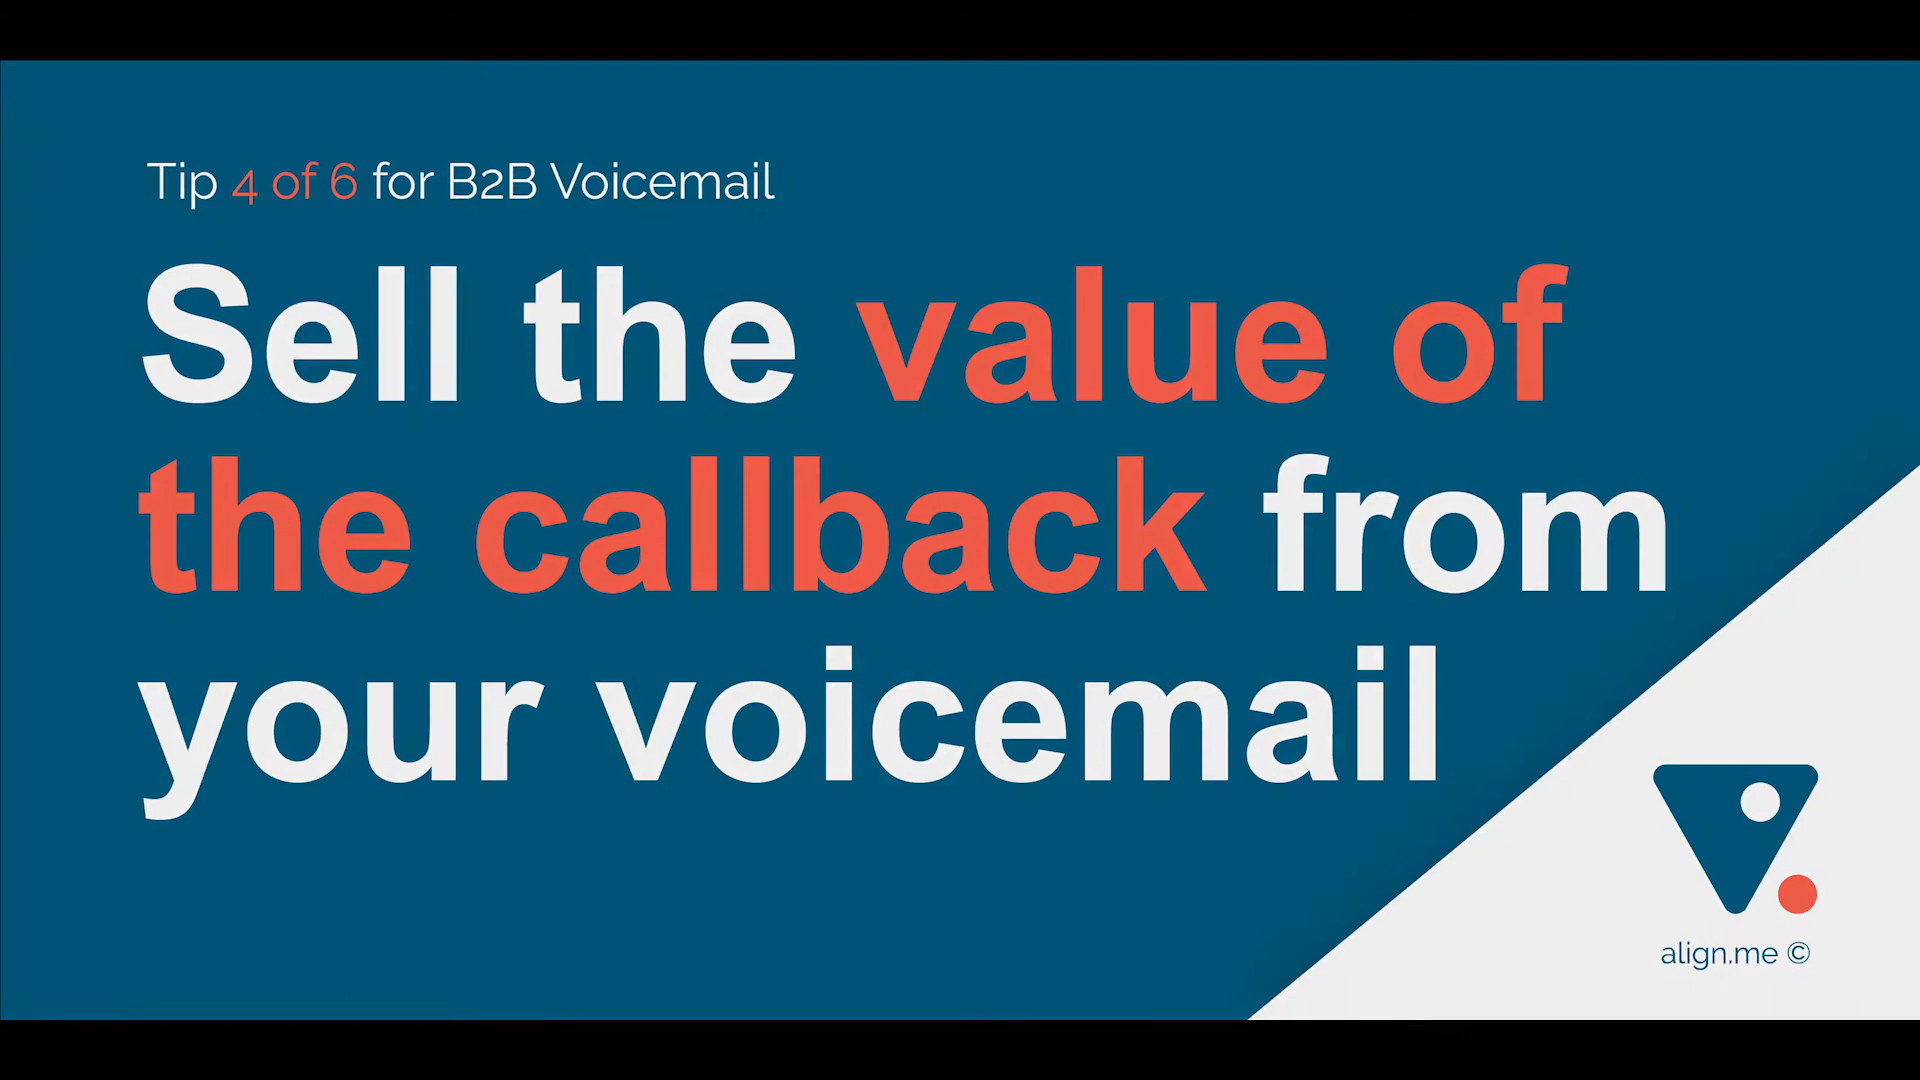 Tip 4 of 6 for B2B Voicemail
Sell the value of
the callback from
your voicemail
align.me ©